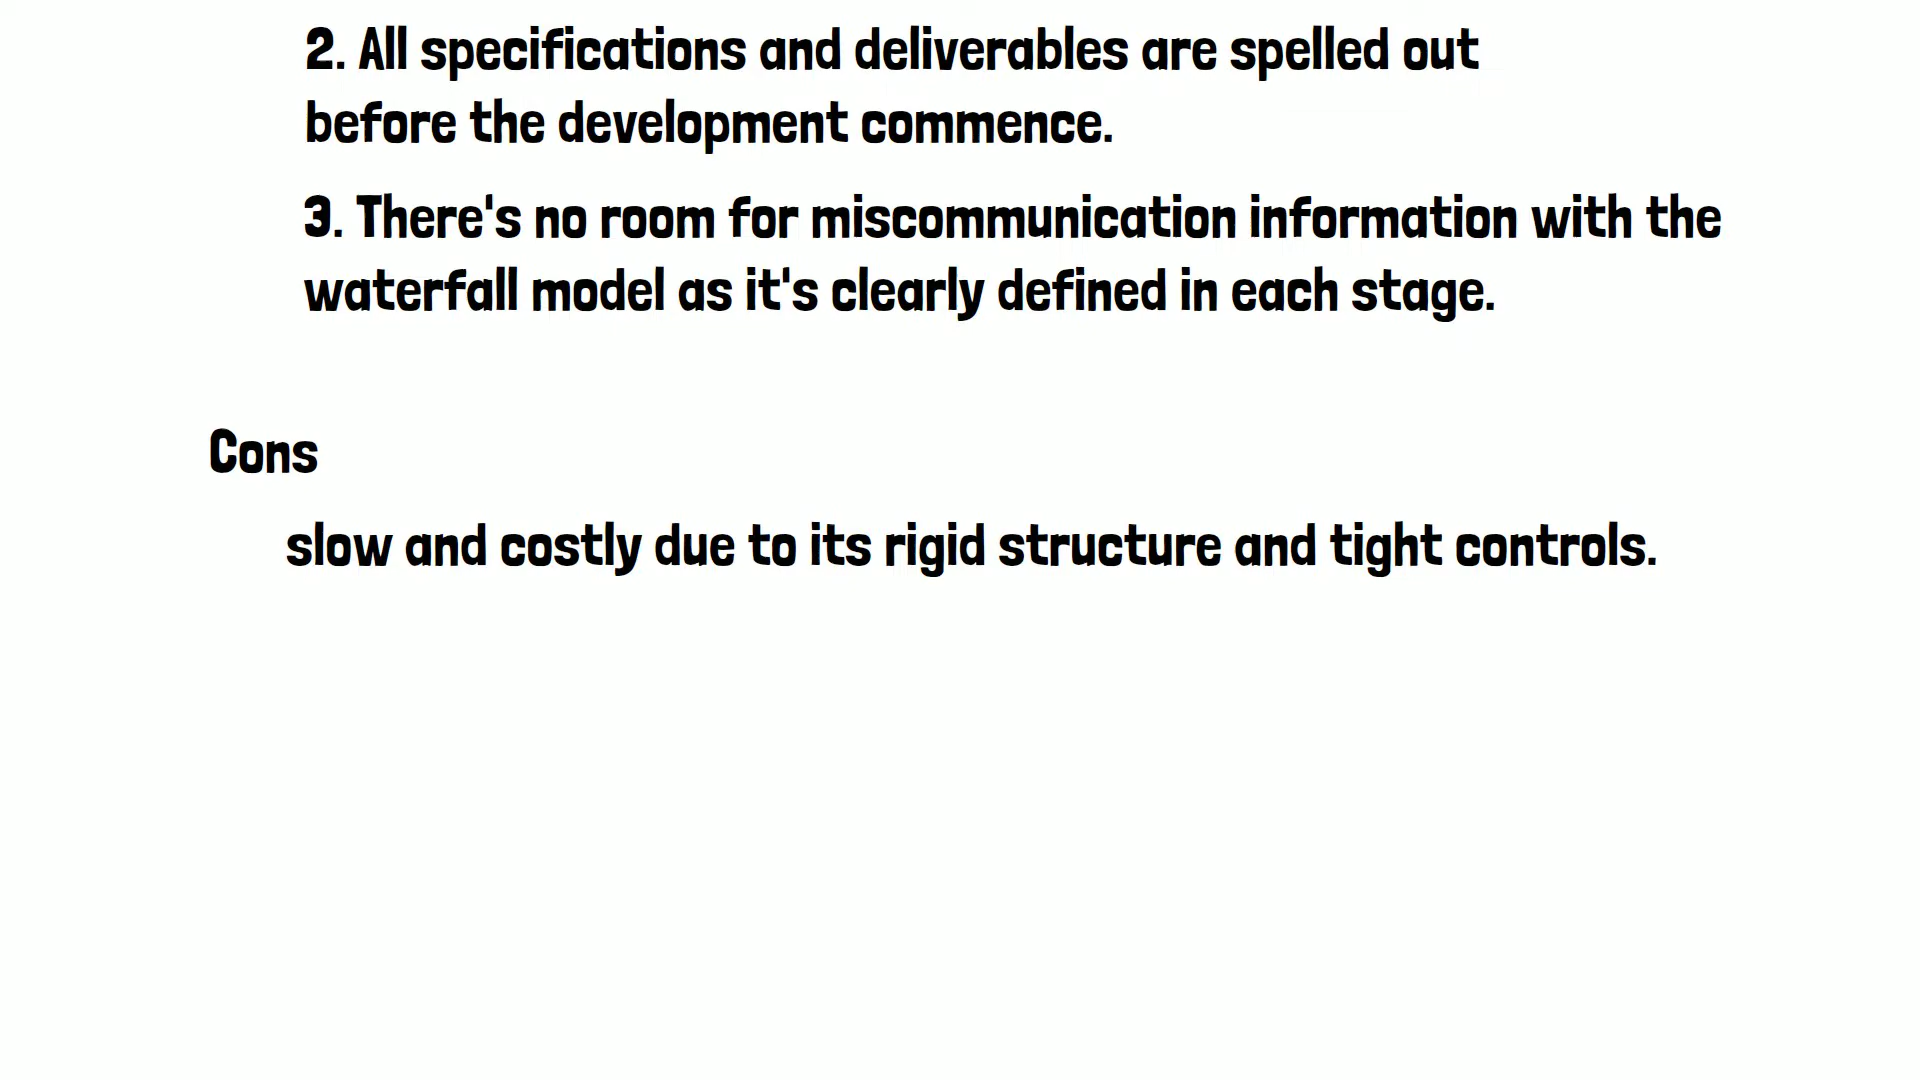 2. All specifications and deliverables are spelled out
before the development commence.
3. There's no room for miscommunication information with the
waterfall model as it's clearly defined in each stage.
Cons
slow and costly due to its rigid structure and tight controls.